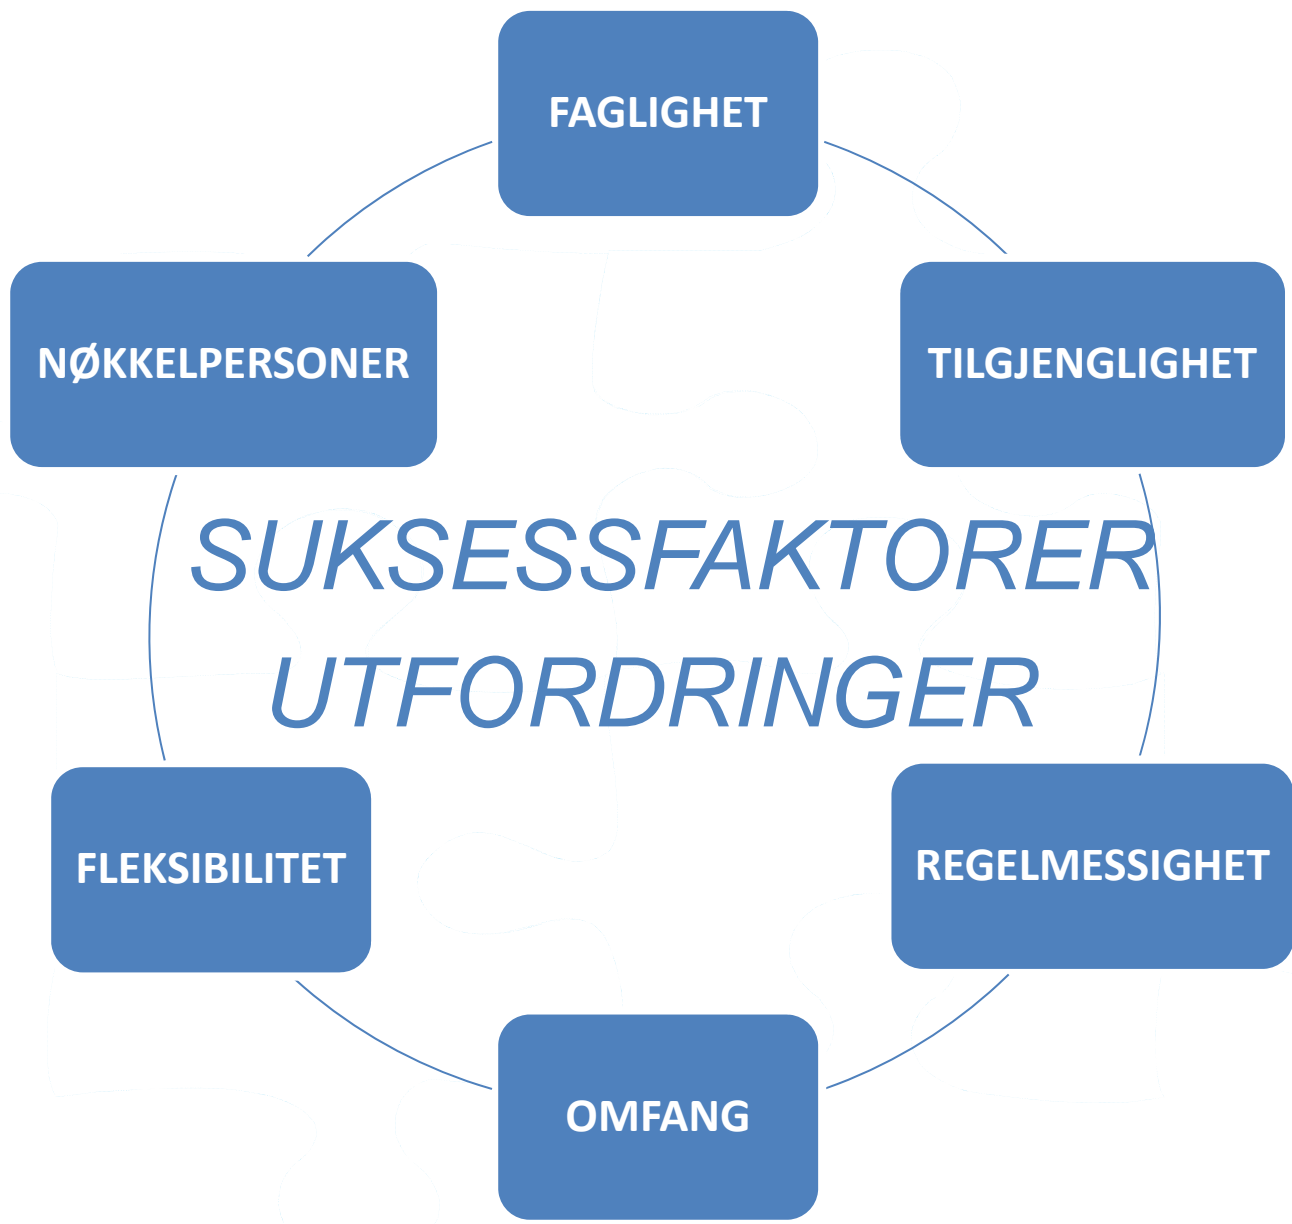 FAGLIGHET
NØKKELPERSONER
TILGJENGLIGHET
SUKSESSFAKTORER
UTFORDRINGER
FLEKSIBILITET
REGELMESSIGHET
OMFANG